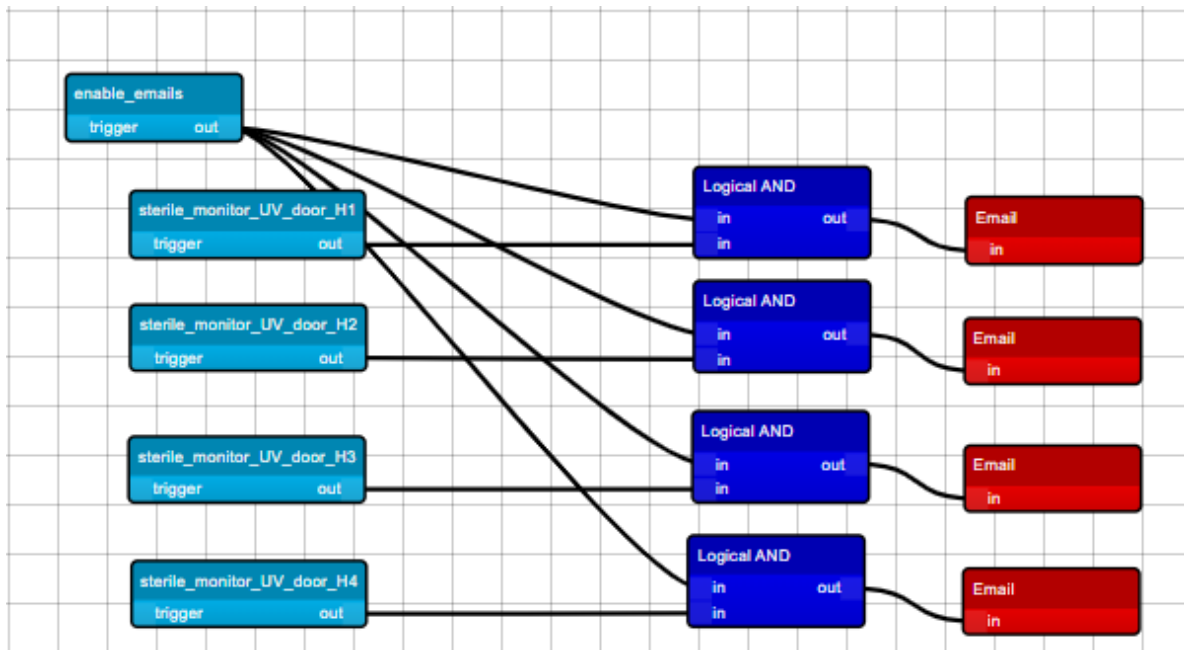 enable_emails
trigger out
sterile_monitor_UV_door_H1
trigger out
Logical AND
in out
in
Email
in
sterile_monitor_UV_door_H2
trigger out
Logical AND
in out
in
Email
in
sterile_monitor_UV_door_H3
trigger out
Logical AND
in out
in
Email
in
sterile_monitor_UV_door_H4
trigger out
Logical AND
in out
in
Email
in